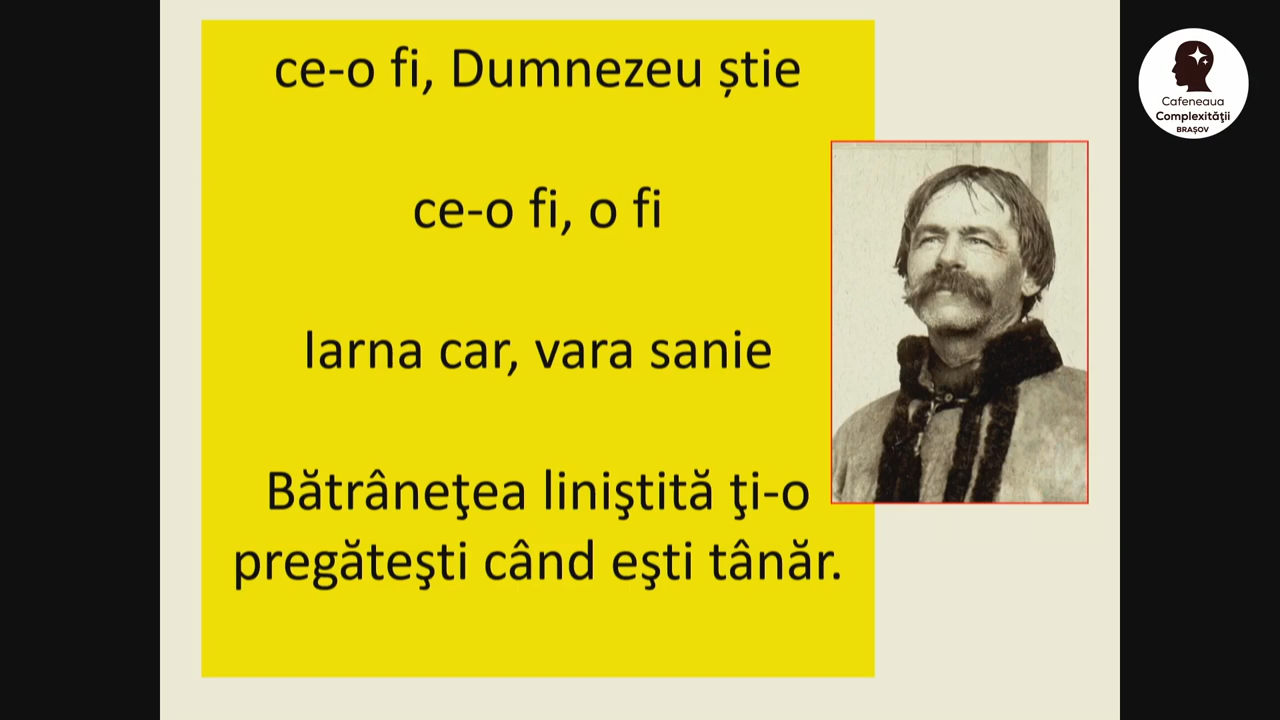 ce-o fi, Dumnezeu știe
ce-o fi, o fi
Iarna car, vara sanie
Bătrâneţea liniştită ţi-o
pregăteşti când eşti tânăr.
Cafeneaua
Complexităţii
BRAȘOV